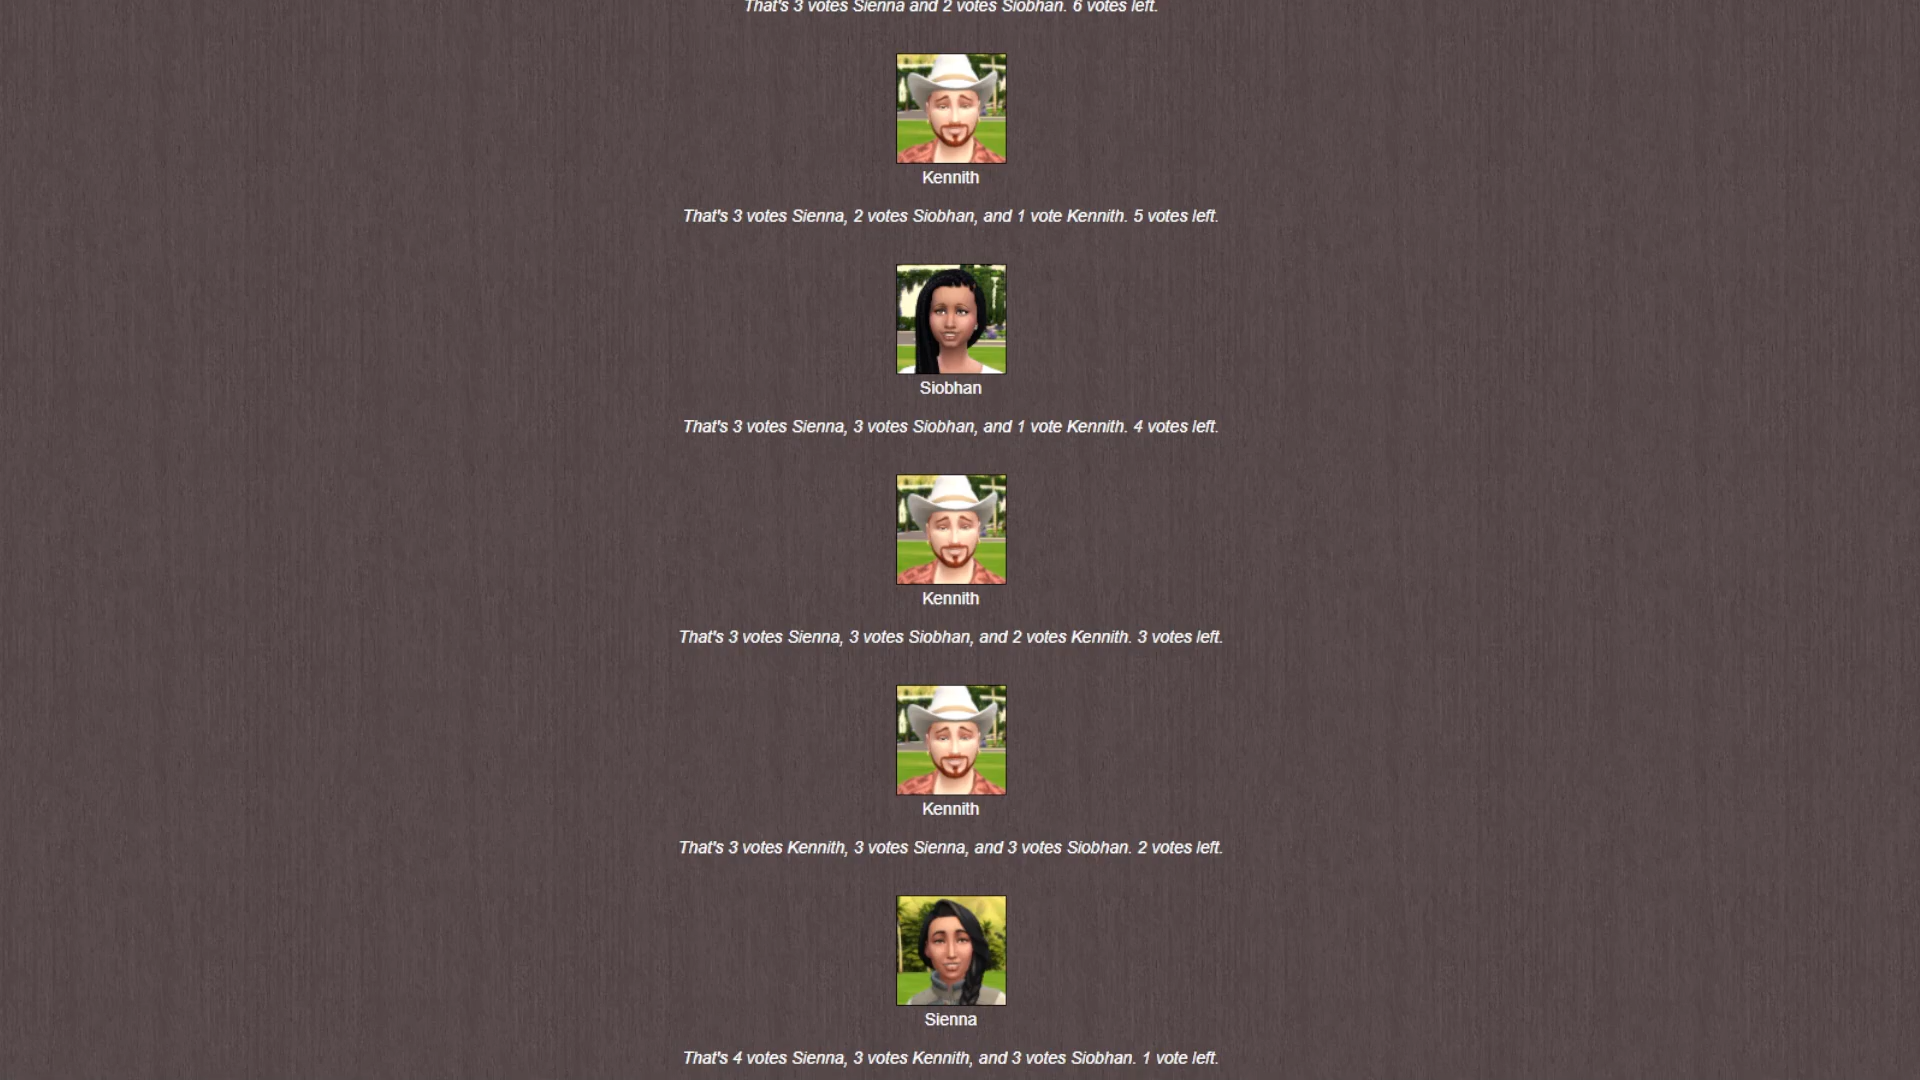 That's 3 votes Sienna and 2 votes Siobhan. 6 votes left.
Kennith
That's 3 votes Sienna, 2 votes Siobhan, and 1 vote Kennith. 5 votes left.
Siobhan
That's 3 votes Sienna, 3 votes Siobhan, and 1 vote Kennith. 4 votes left.
Kennith
That's 3 votes Sienna, 3 votes Siobhan, and 2 votes Kennith. 3 votes left.
Kennith
That's 3 votes Kennith, 3 votes Sienna, and 3 votes Siobhan. 2 votes left.
Sienna
That's 4 votes Sienna, 3 votes Kennith, and 3 votes Siobhan. 1 vote left.